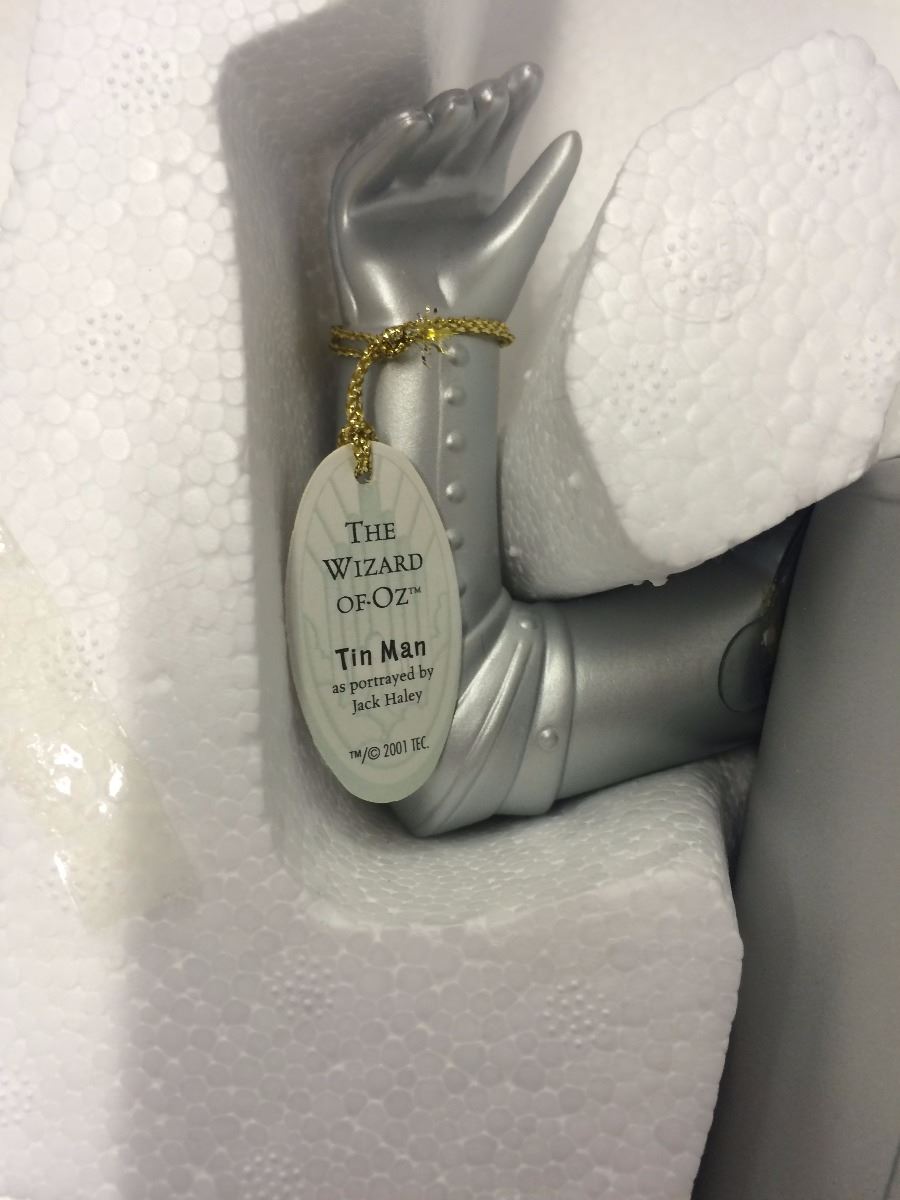 THE
WIZARD
OF·OZ™
Tin Man
as portrayed by
Jack Haley
™/© 2001 TEC.